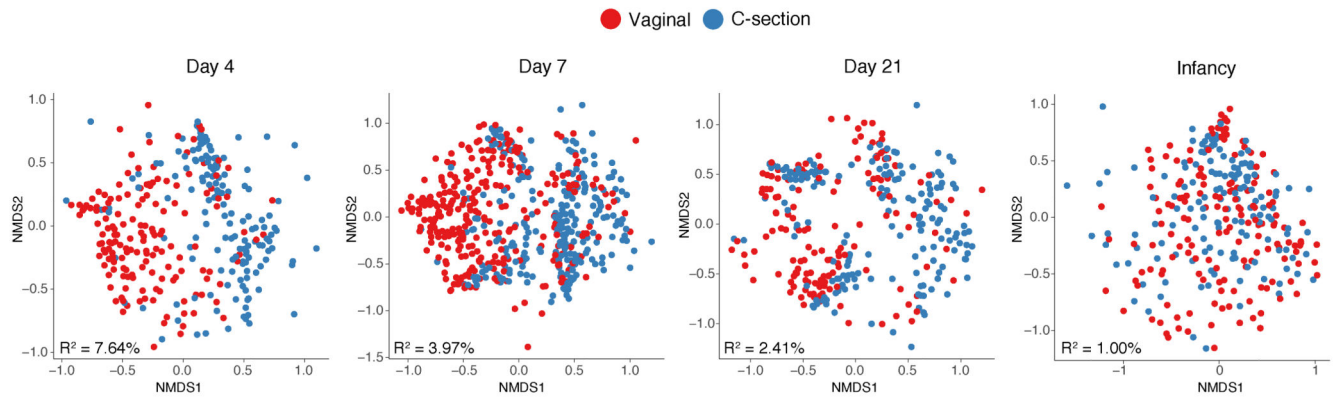 Vaginal C-section
Day 4
NMDS2
1.0
0.5
0.0
−0.5
−1.0
R² = 7.64%
−1.0 −0.5 0.0 0.5 1.0
NMDS1
Day 7
NMDS2
1.0
0.5
0.0
−0.5
−1.0
−1.5
R² = 3.97%
−1.0 −0.5 0.0 0.5 1.0
NMDS1
Day 21
NMDS2
1.0
0.5
0.0
−0.5
−1.0
R² = 2.41%
−1.0 −0.5 0.0 0.5 1.0
NMDS1
Infancy
NMDS2
1.0
0.5
0.0
−0.5
−1.0
R² = 1.00%
−1 0 1
NMDS1